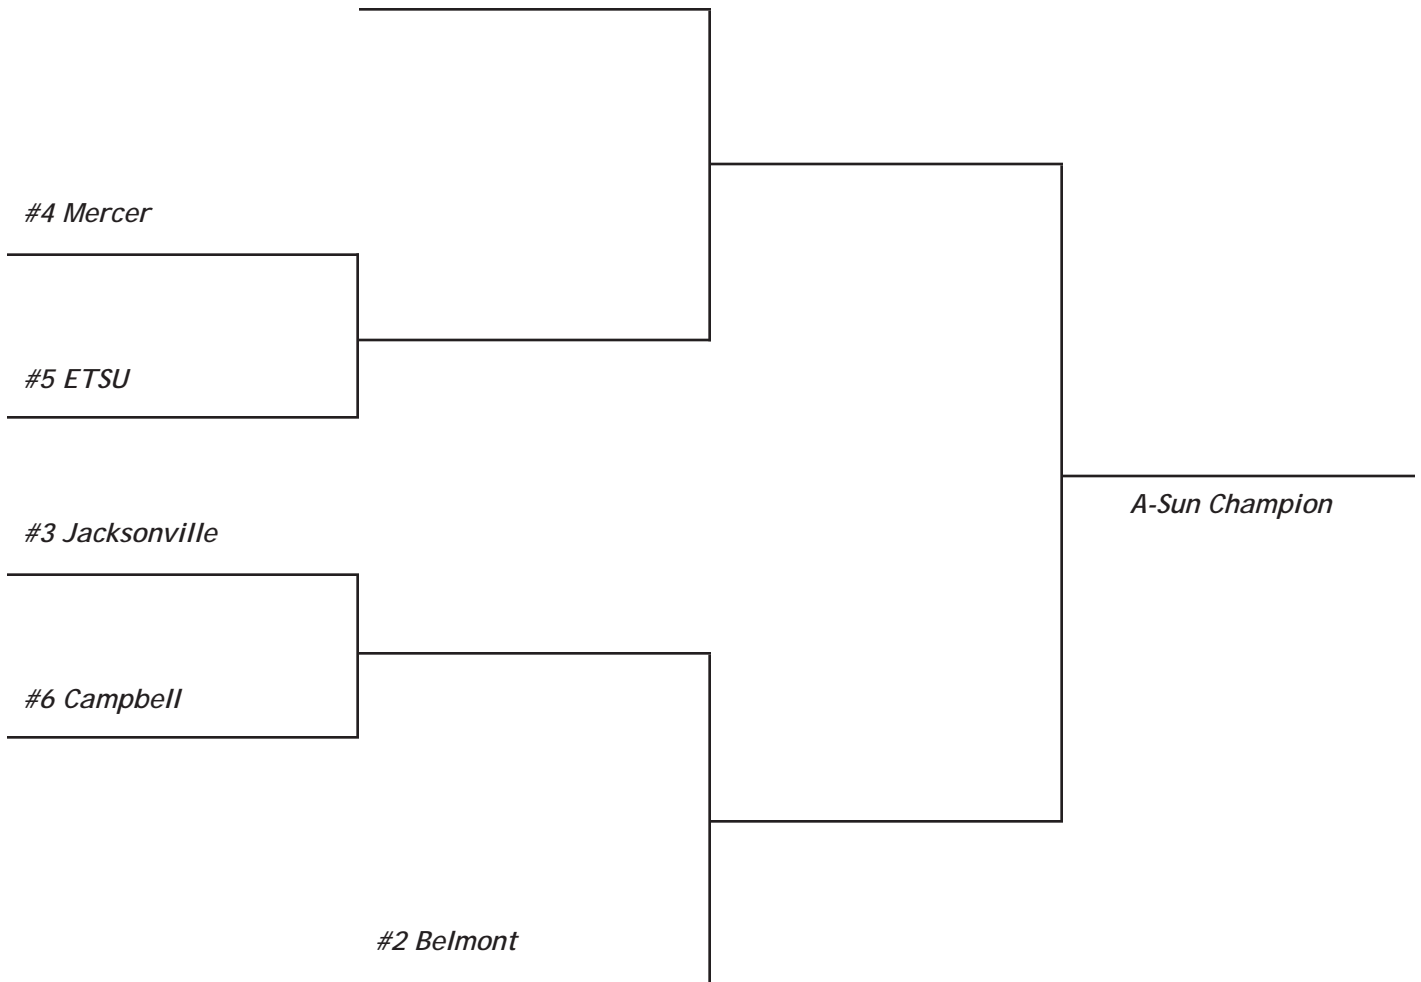 #4 Mercer
#5 ETSU
A-Sun Champion
#3 Jacksonville
#6 Campbell
#2 Belmont